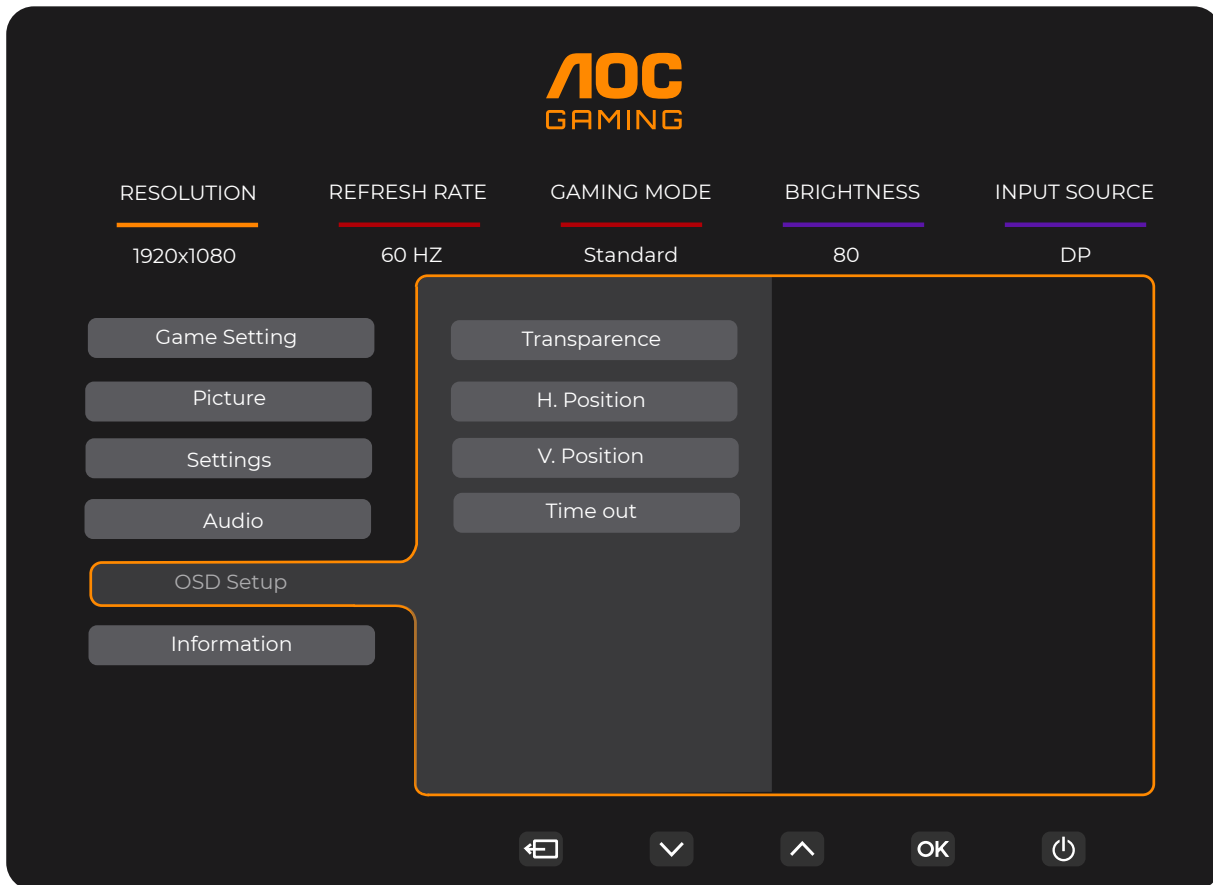 AOC
GAMING
RESOLUTION REFRESH RATE GAMING MODE BRIGHTNESS INPUT SOURCE
1920x1080 60 HZ Standard 80 DP
Game Setting
Picture
Settings
Audio
OSD Setup
Information
Transparence
H. Position
V. Position
Time out
OK